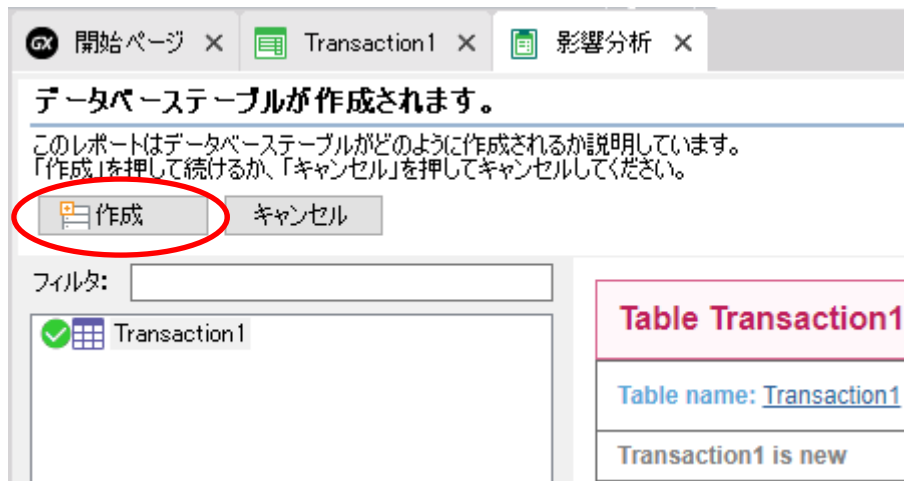 GX 開始ページ × Transaction1 × 影響分析 ×
データベーステーブルが作成されます。
このレポートはデータベーステーブルがどのように作成されるか説明しています。
「作成」を押して続けるか、「キャンセル」を押してキャンセルしてください。
作成 キャンセル
フィルタ:
Transaction1
Table Transaction1
Table name: Transaction1
Transaction1 is new